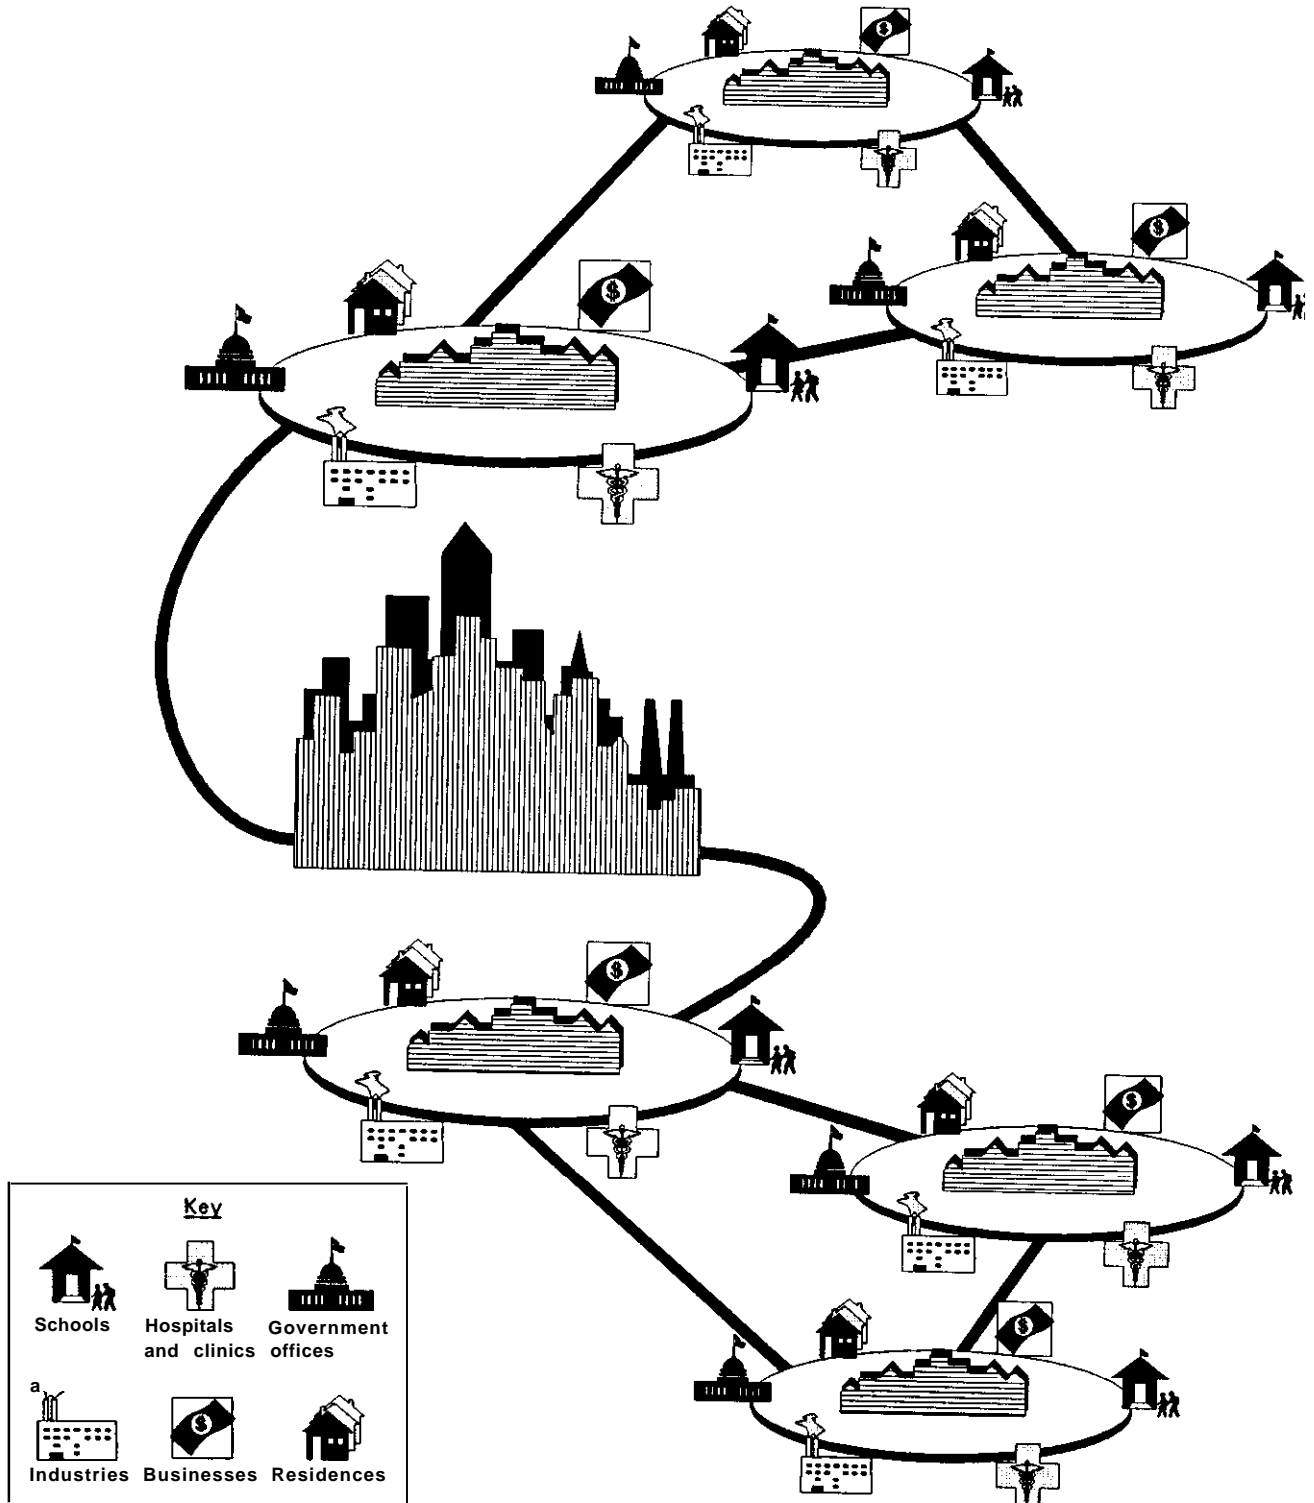 $
$
$
$
Key
Schools
Hospitals
and clinics
Government
offices
$
$
a
$
Industries
Businesses
Residences